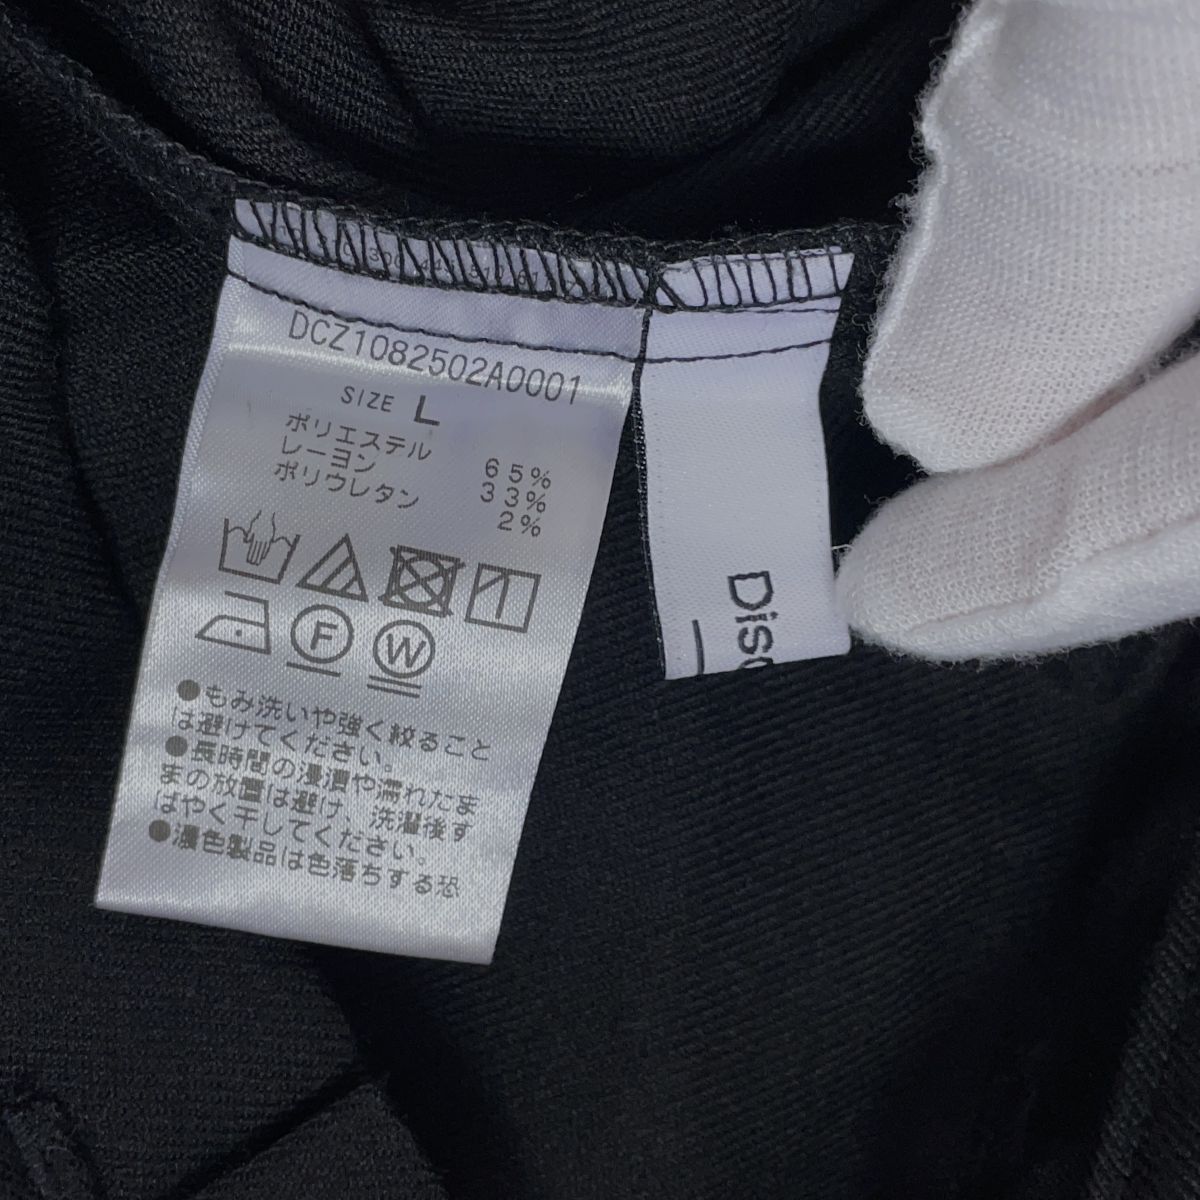 DCZ1082502A0001
SIZE L
ポリエステル 65%
レーヨン 33%
ポリウレタン 2%
F W
●もみ洗いや強く絞ること
は避けてください。
●長時間の浸漬や濡れたま
まの放置は避け、洗濯後す
はやく干してください。
●濃色製品は色落ちする恐
Disc